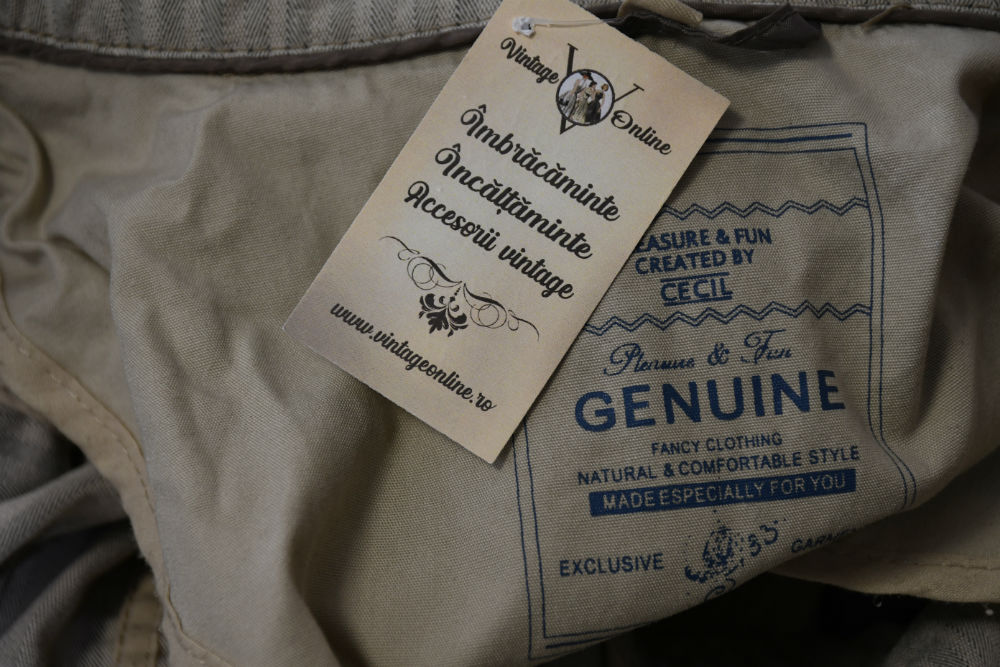 Vintage
Online
Îmbrăcăminte
Încălțăminte
Accesorii vintage
www.vintageonline.ro
EASURE & FUN
CREATED BY
CECIL
Pleasure & Fun
GENUINE
FANCY CLOTHING
NATURAL & COMFORTABLE STYLE
MADE ESPECIALLY FOR YOU
EXCLUSIVE